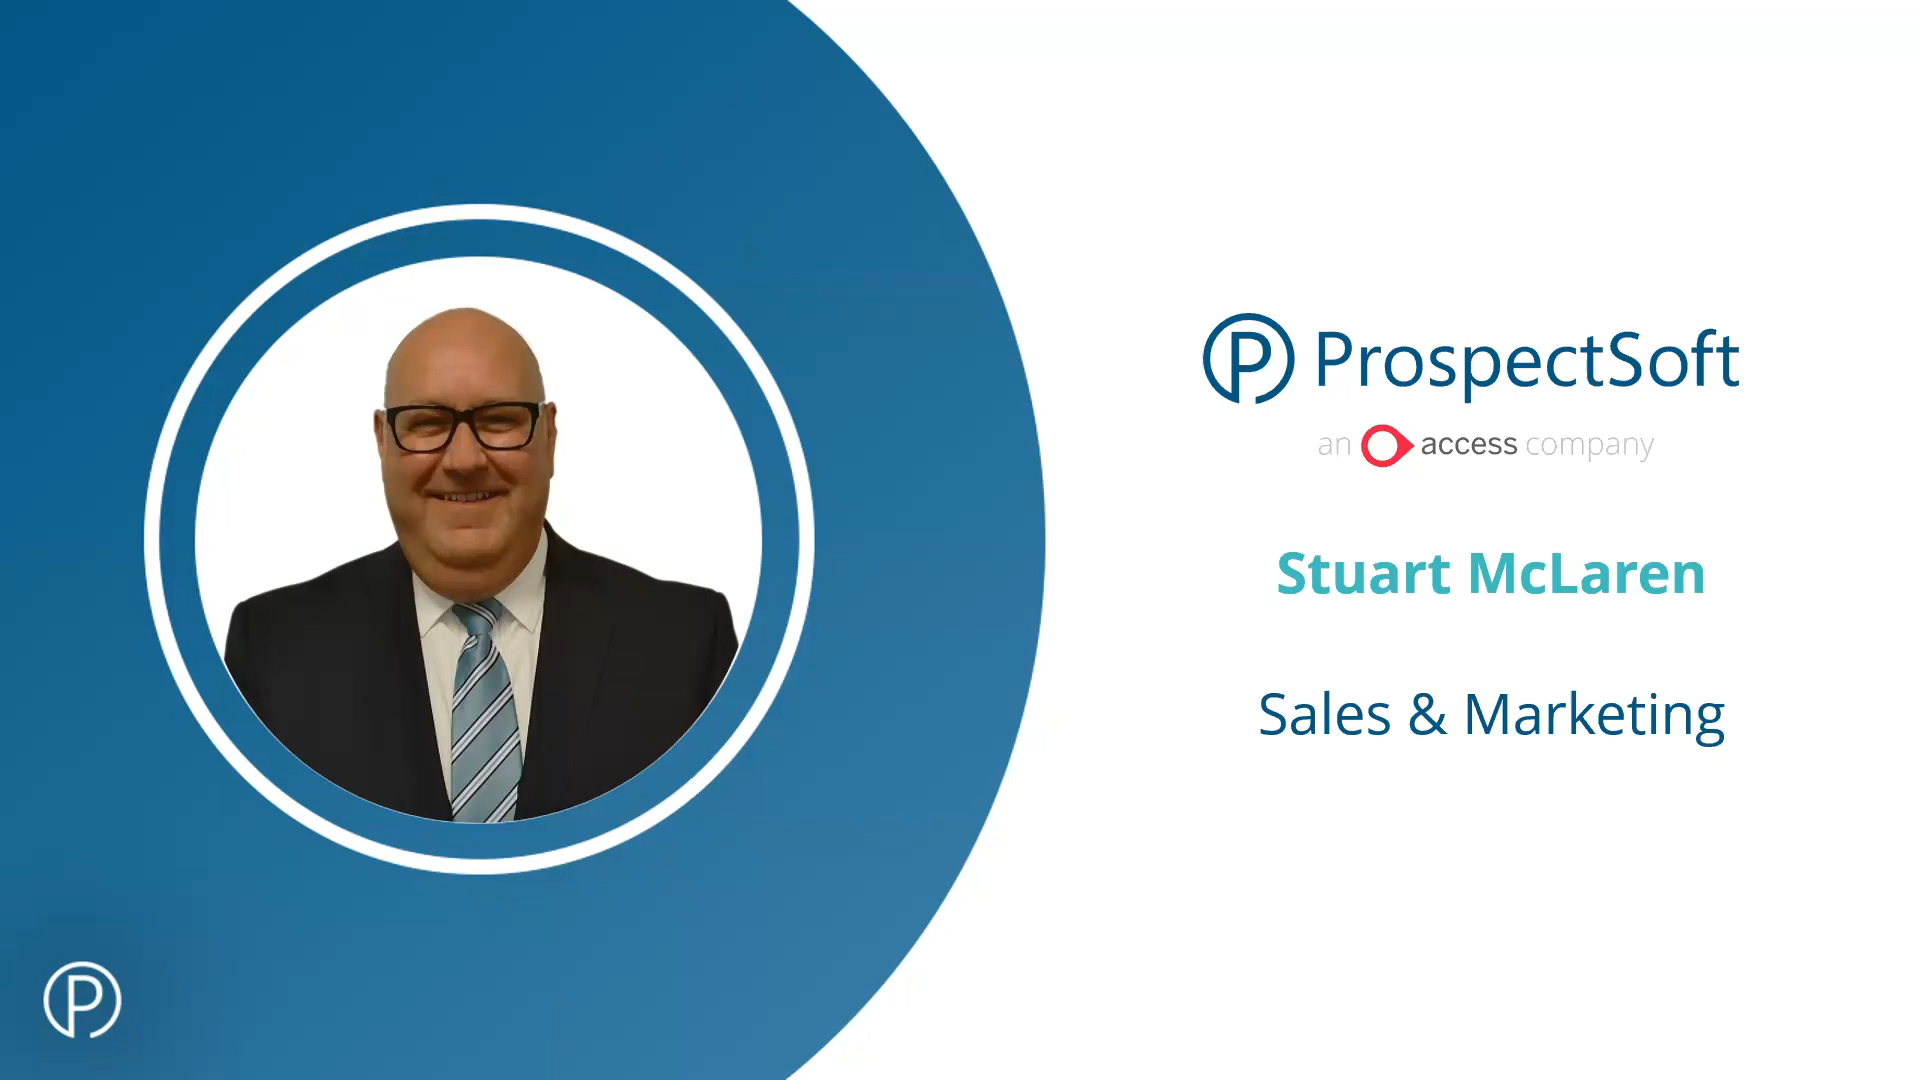 ProspectSoft
an access company
Stuart McLaren
Sales & Marketing
P